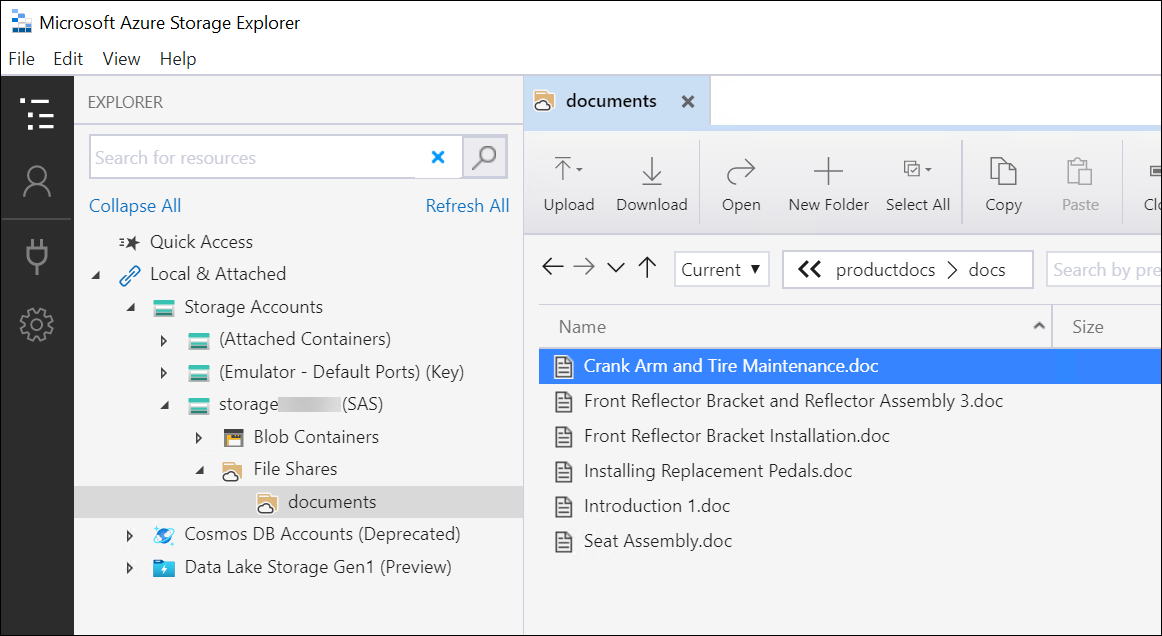 Microsoft Azure Storage Explorer
File Edit View Help
EXPLORER
Search for resources
Collapse All Refresh All
Quick Access
Local & Attached
Storage Accounts
(Attached Containers)
(Emulator - Default Ports) (Key)
storage (SAS)
Blob Containers
File Shares
documents
Cosmos DB Accounts (Deprecated)
Data Lake Storage Gen1 (Preview)
documents
Upload Download Open New Folder Select All Copy Paste Clo
Current productdocs docs Search by pre
Name Size
Crank Arm and Tire Maintenance.doc
Front Reflector Bracket and Reflector Assembly 3.doc
Front Reflector Bracket Installation.doc
Installing Replacement Pedals.doc
Introduction 1.doc
Seat Assembly.doc